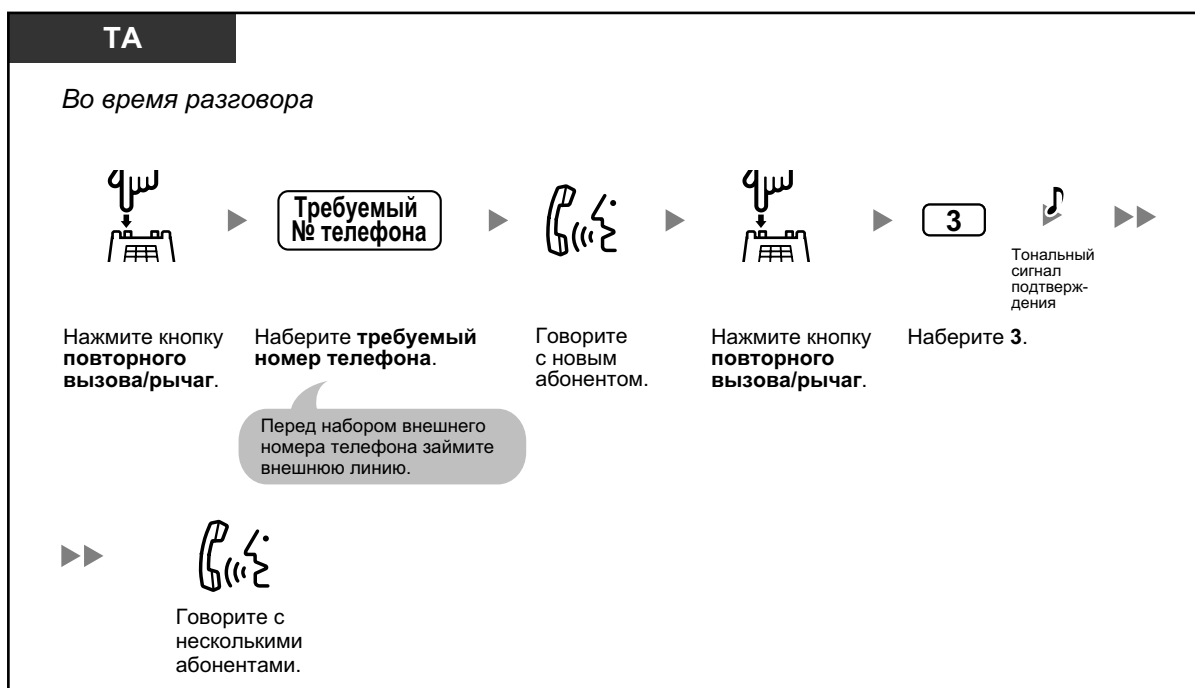 ТА
Во время разговора
Требуемый
№ телефона
3
Тональный
сигнал
подтверж-
дения
Нажмите кнопку
повторного
вызова/рычаг.
Наберите требуемый
номер телефона.
Перед набором внешнего
номера телефона займите
внешнюю линию.
Говорите
с новым
абонентом.
Нажмите кнопку
повторного
вызова/рычаг.
Наберите 3.
Говорите с
несколькими
абонентами.